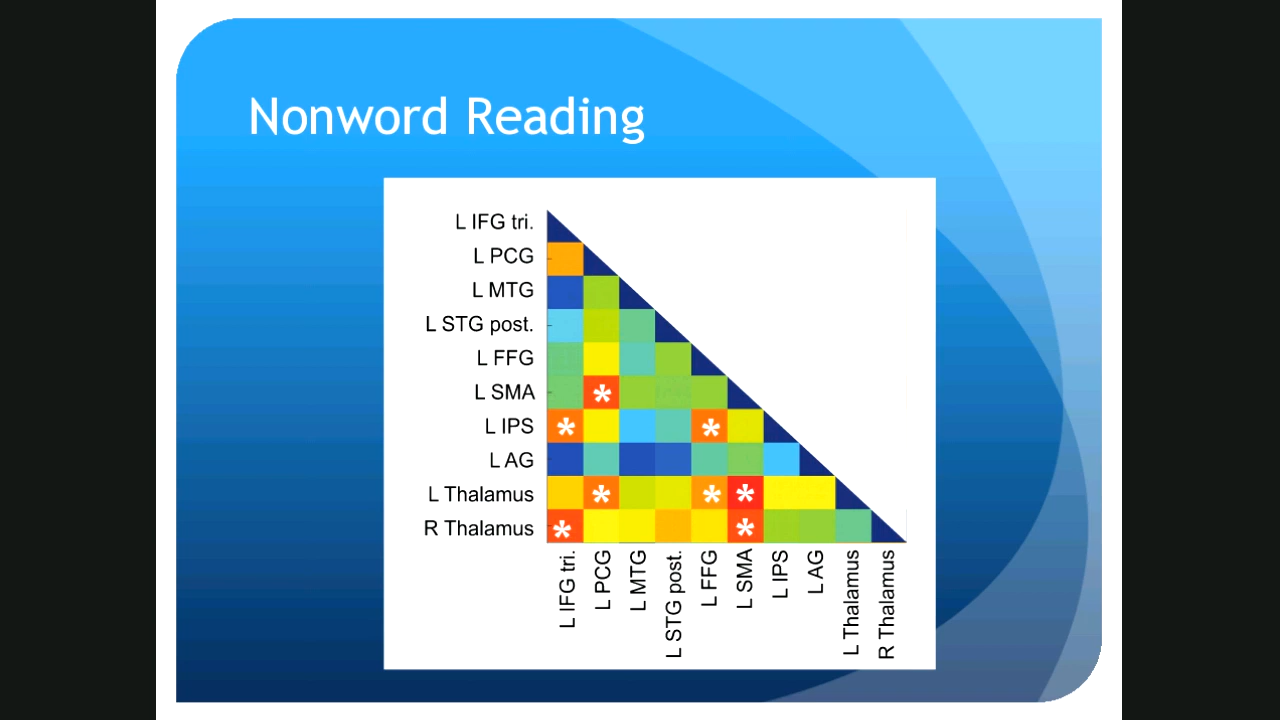 Nonword Reading
L IFG tri.
L PCG
L MTG
L STG post.
L FFG
L SMA
*
L IPS
* *
L AG
L Thalamus
* * *
R Thalamus
* *
L IFG tri.
L PCG
L MTG
L STG post.
L FFG
L SMA
L IPS
L AG
L Thalamus
R Thalamus